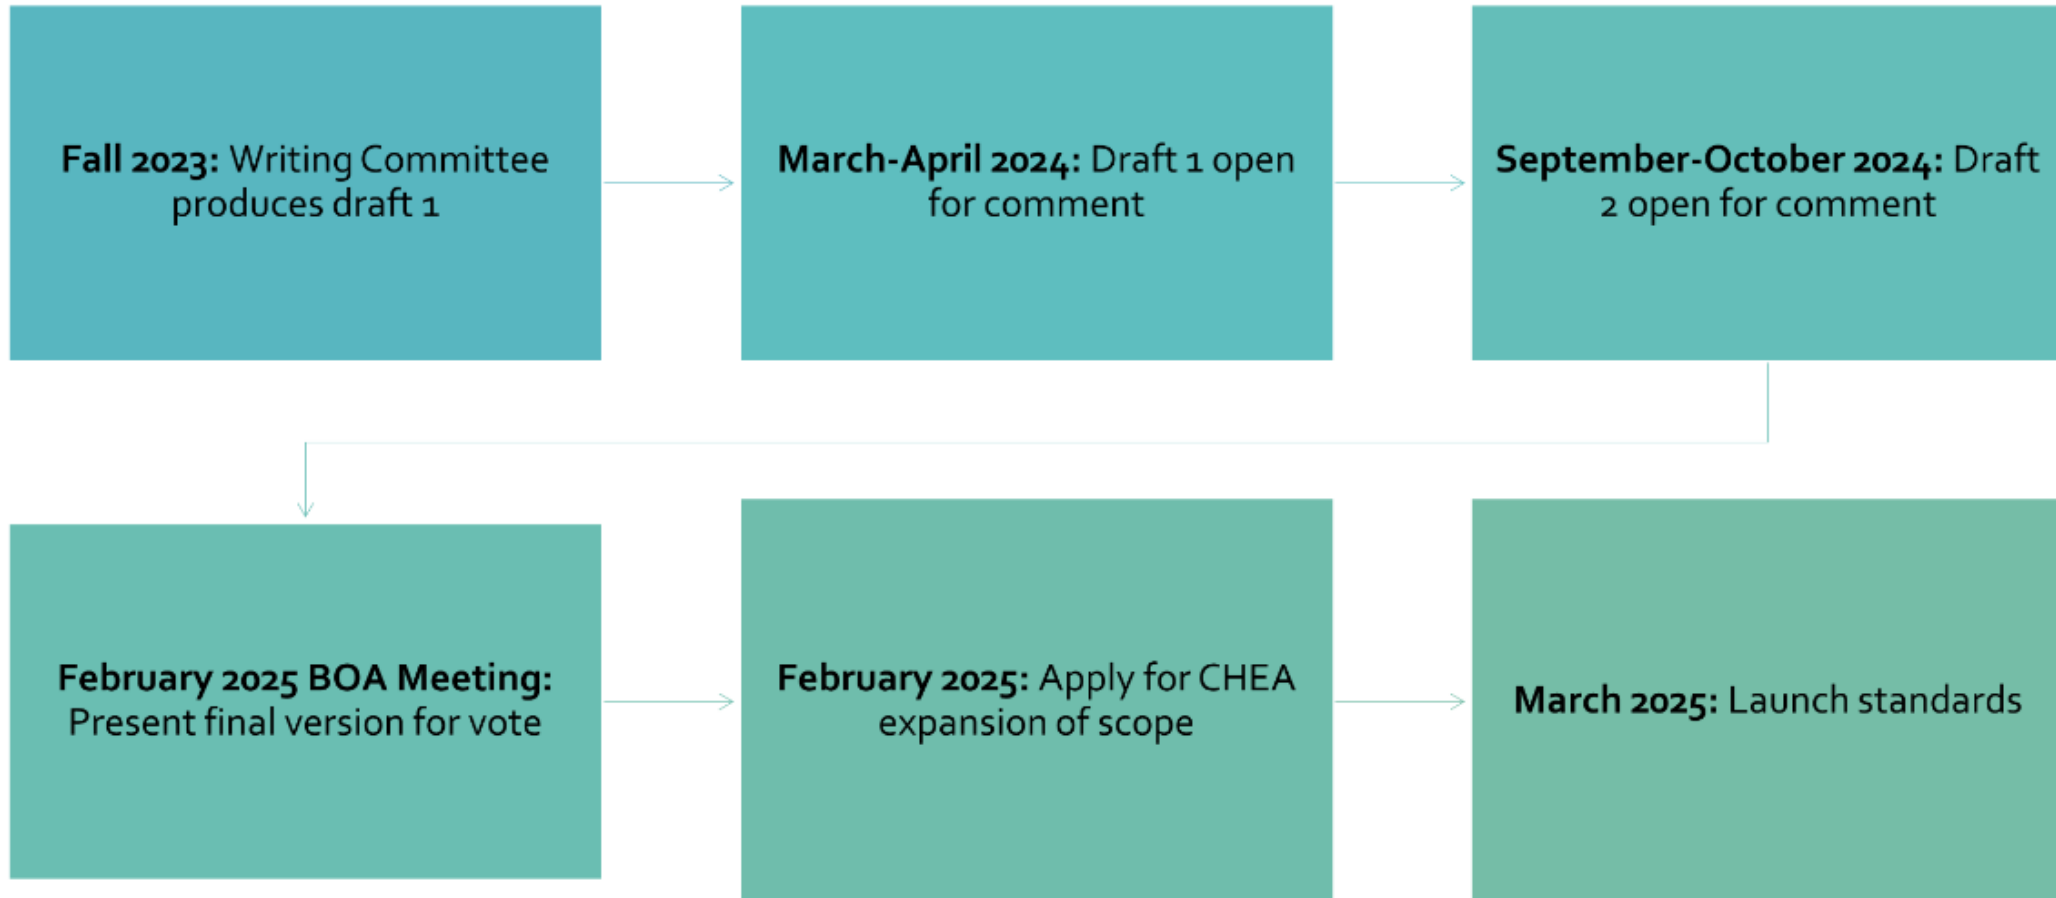 Fall 2023: Writing Committee
produces draft 1
March-April 2024: Draft 1 open
for comment
September-October 2024: Draft
2 open for comment
February 2025 BOA Meeting:
Present final version for vote
February 2025: Apply for CHEA
expansion of scope
March 2025: Launch standards